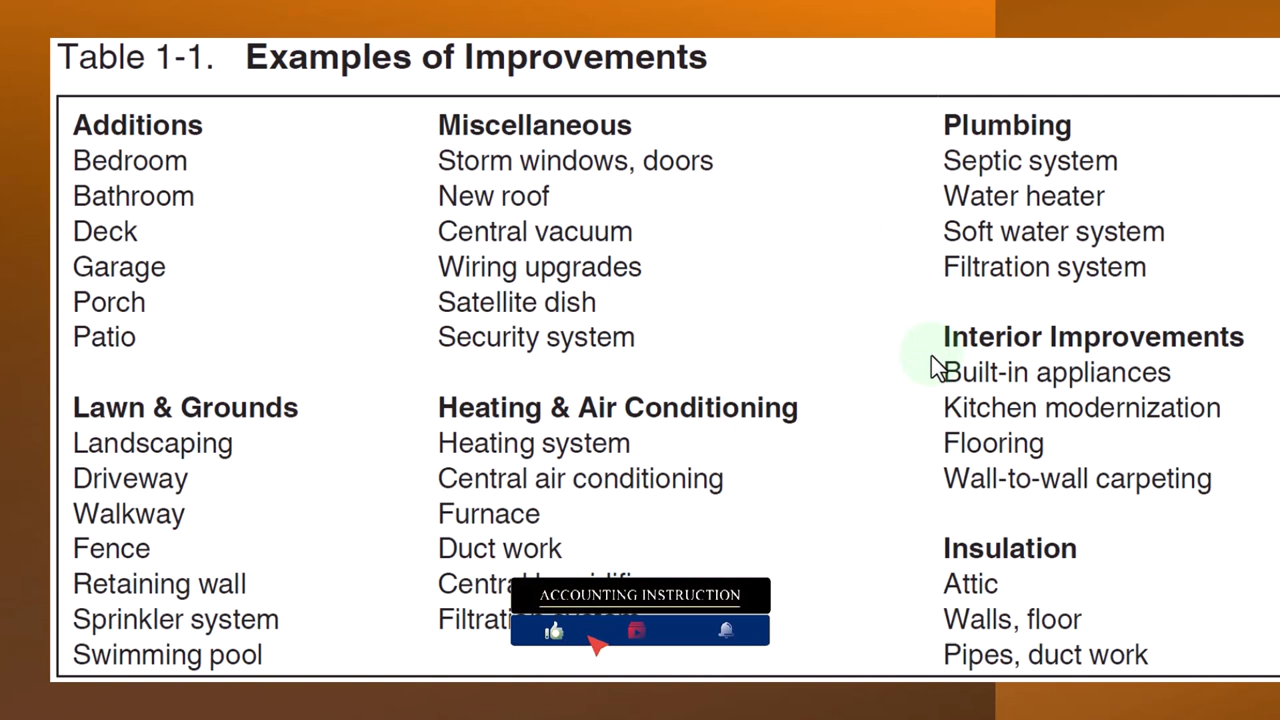 Table 1-1. Examples of Improvements
Additions
Bedroom
Bathroom
Deck
Garage
Porch
Patio
Lawn & Grounds
Landscaping
Driveway
Walkway
Fence
Retaining wall
Sprinkler system
Swimming pool
Miscellaneous
Storm windows, doors
New roof
Central vacuum
Wiring upgrades
Satellite dish
Security system
Heating & Air Conditioning
Heating system
Central air conditioning
Furnace
Duct work
Plumbing
Septic system
Water heater
Soft water system
Filtration system
Interior Improvements
Built-in appliances
Kitchen modernization
Flooring
Wall-to-wall carpeting
Insulation
Attic
Walls, floor
Pipes, duct work
ACCOUNTING INSTRUCTION